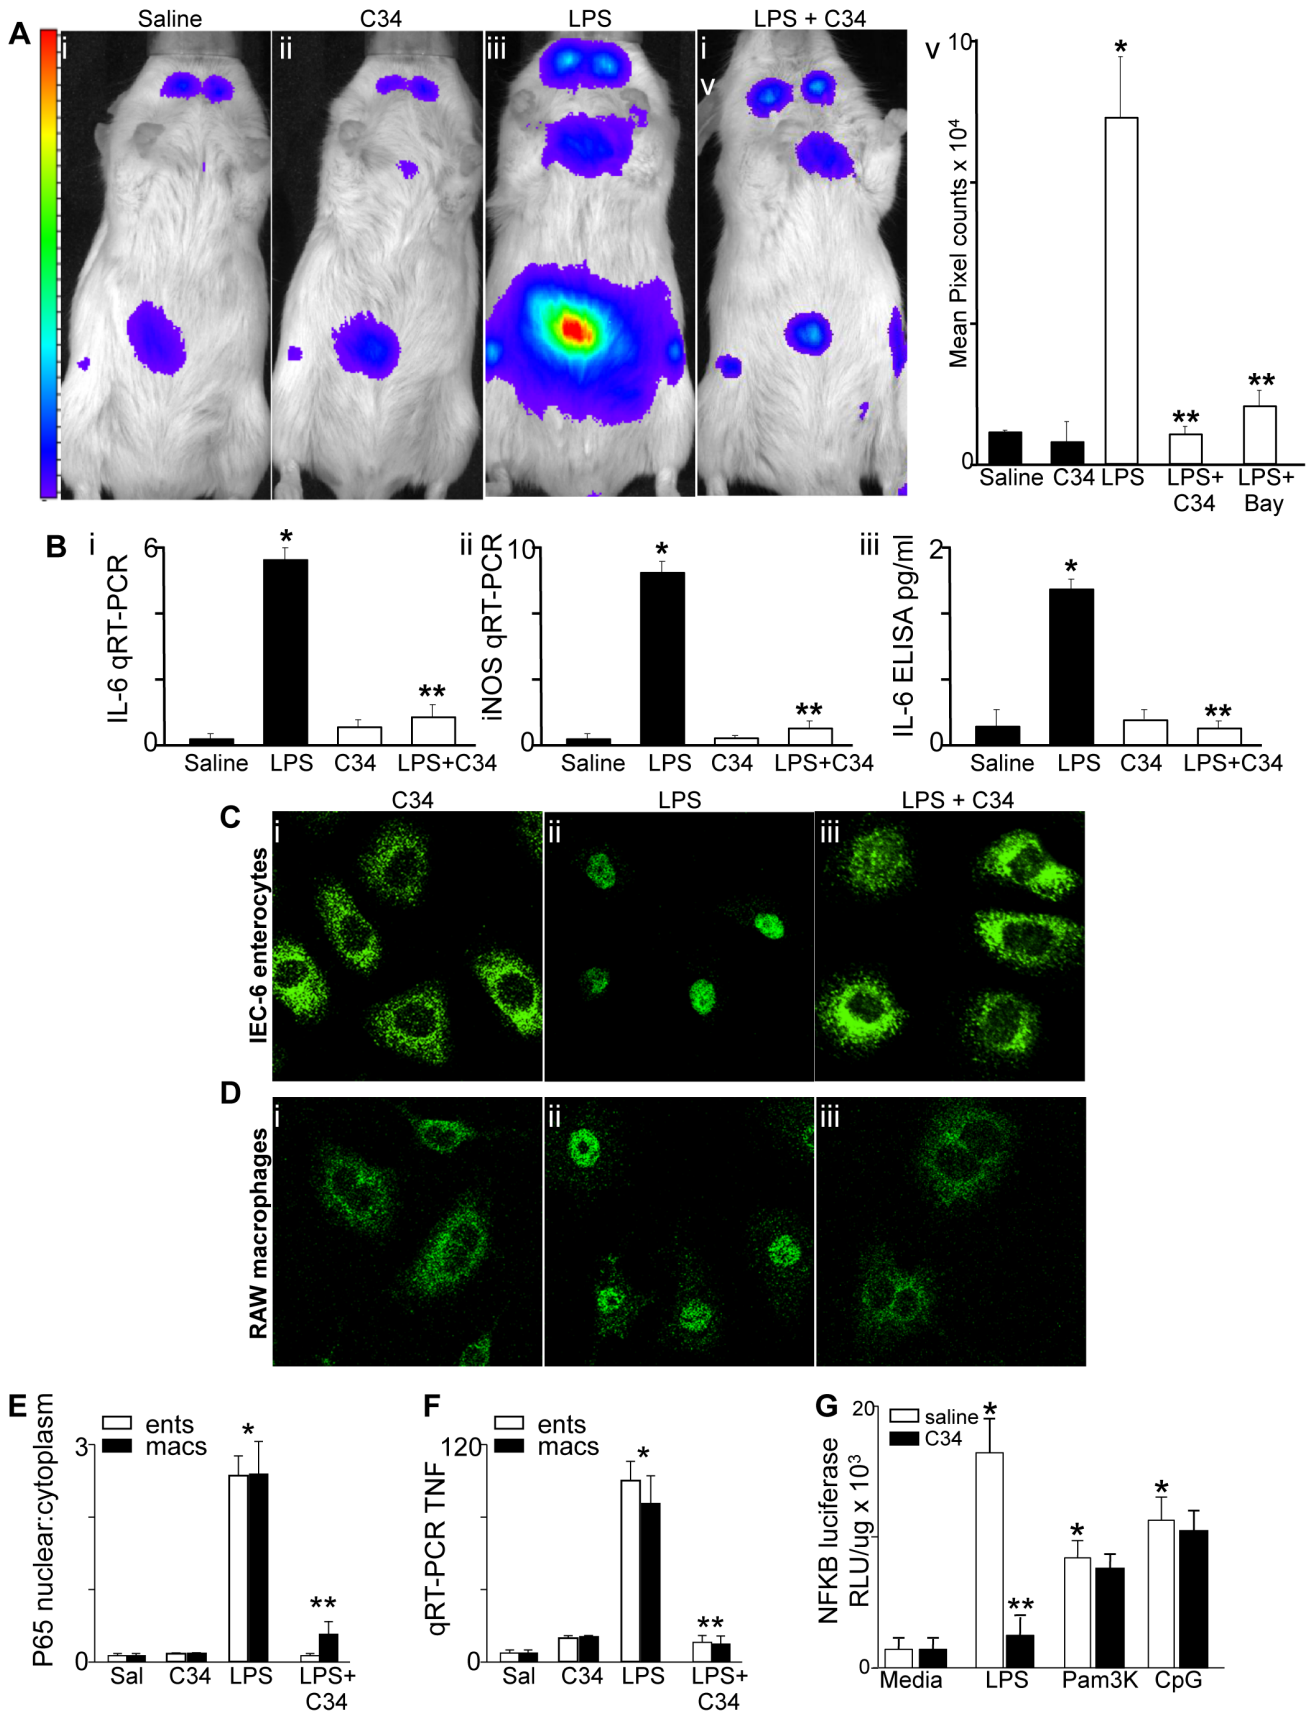 A
Saline
C34
LPS
LPS + C34
i
ii
iii
i
v
v
10
Mean Pixel counts x 10⁴
0
*
**
**
Saline
C34
LPS
LPS+
C34
LPS+
Bay
B
i
6
IL-6 qRT-PCR
0
*
**
Saline
LPS
C34
LPS+C34
ii
10
iNOS qRT-PCR
0
*
**
Saline
LPS
C34
LPS+C34
iii
2
IL-6 ELISA pg/ml
0
*
**
Saline
LPS
C34
LPS+C34
C
C34
LPS
LPS + C34
i
ii
iii
IEC-6 enterocytes
D
i
ii
iii
RAW macrophages
E
ents
macs
3
P65 nuclear:cytoplasm
0
*
**
Sal
C34
LPS
LPS+
C34
F
ents
macs
120
qRT-PCR TNF
0
*
**
Sal
C34
LPS
LPS+
C34
G
saline
C34
20
NFKB luciferase
RLU/ug x 10³
0
*
**
*
*
Media
LPS
Pam3K
CpG